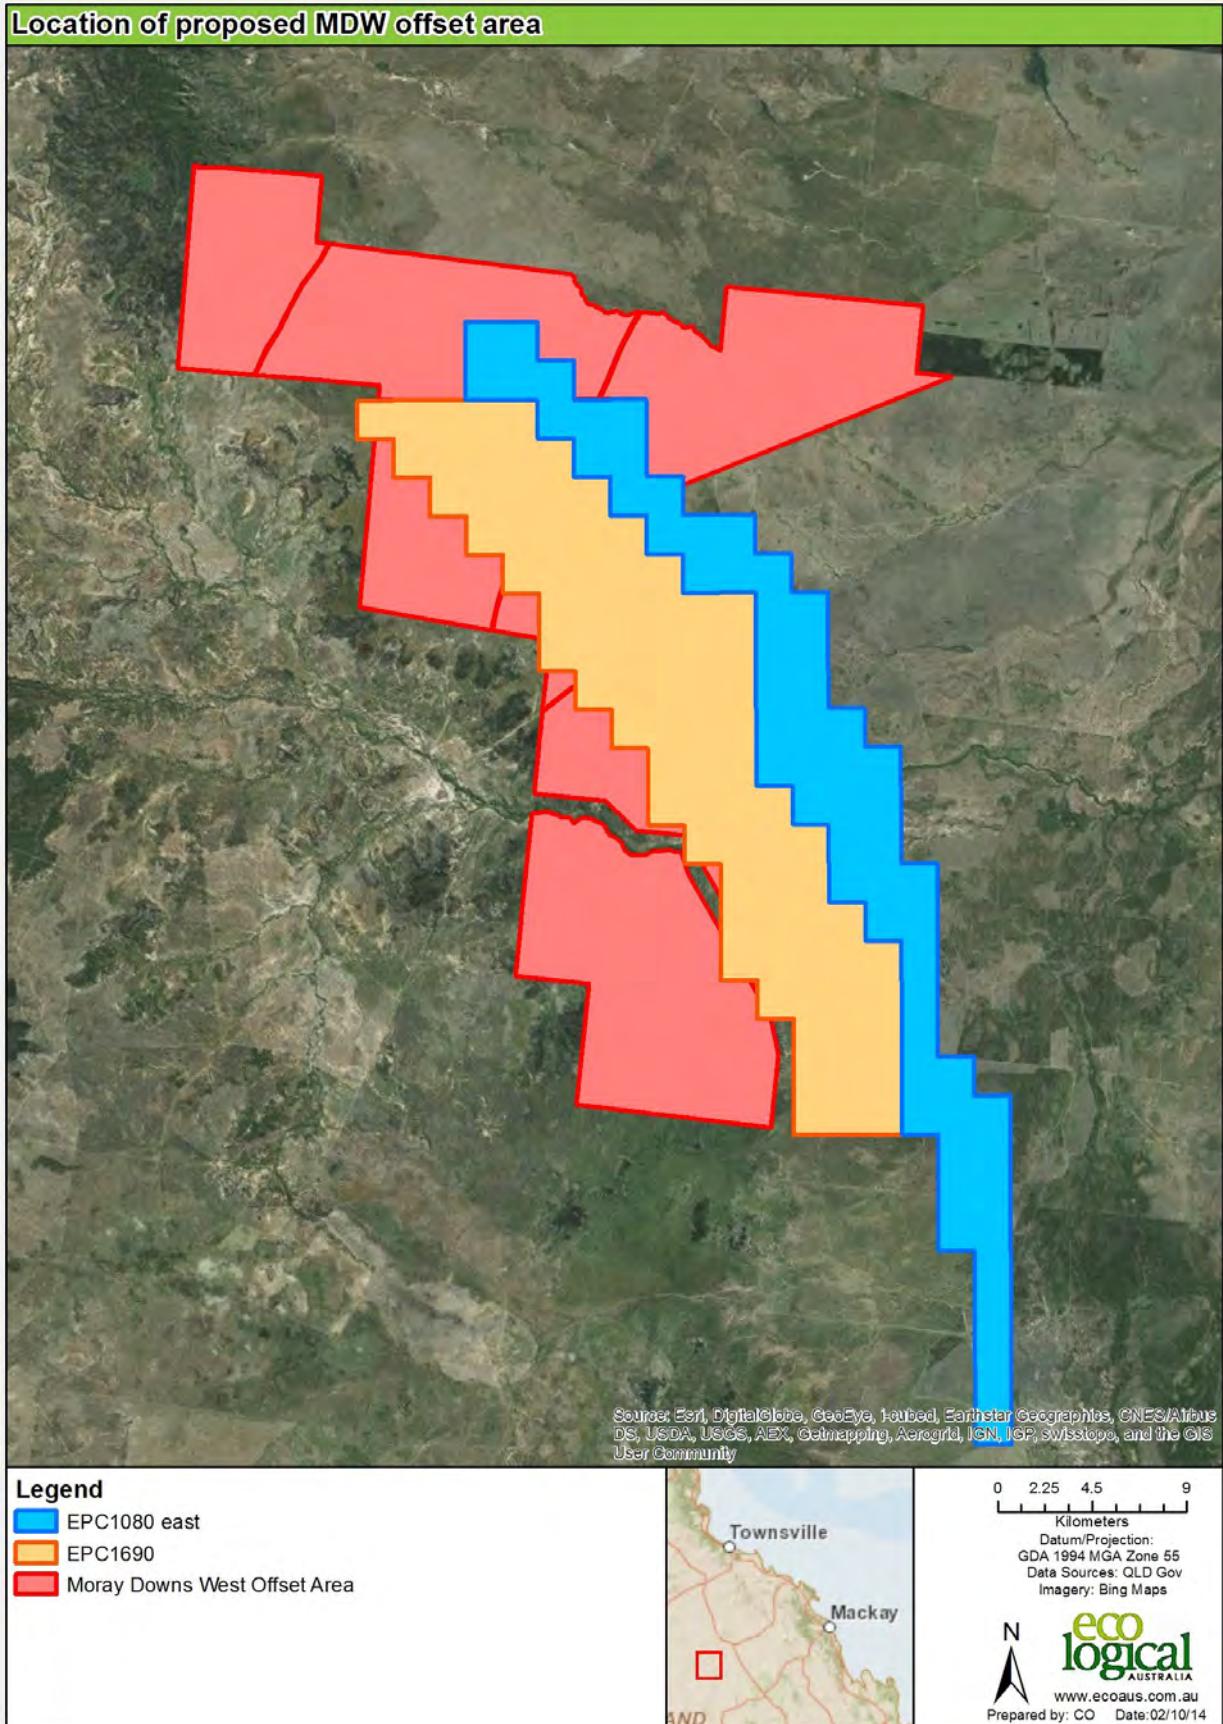 Location of proposed MDW offset area
Source: Esri, DigitalGlobe, GeoEye, i-cubed, Earthstar Geographics, CNES/Airbus
DS, USDA, USGS, AEX, Getmapping, Aerogrid, IGN, IGP, swisstopo, and the GIS
User Community
Legend
EPC1080 east
EPC1690
Moray Downs West Offset Area
Townsville
Mackay
AND
0 2.25 4.5 9
Kilometers
Datum/Projection:
GDA 1994 MGA Zone 55
Data Sources: QLD Gov
Imagery: Bing Maps
N
eco
logical
AUSTRALIA
www.ecoaus.com.au
Prepared by: CO Date:02/10/14